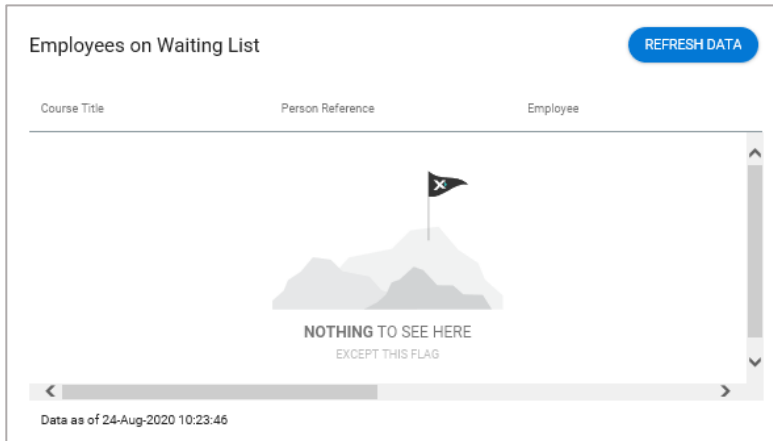 Employees on Waiting List
REFRESH DATA
Course Title Person Reference Employee
X
NOTHING TO SEE HERE
EXCEPT THIS FLAG
Data as of 24-Aug-2020 10:23:46